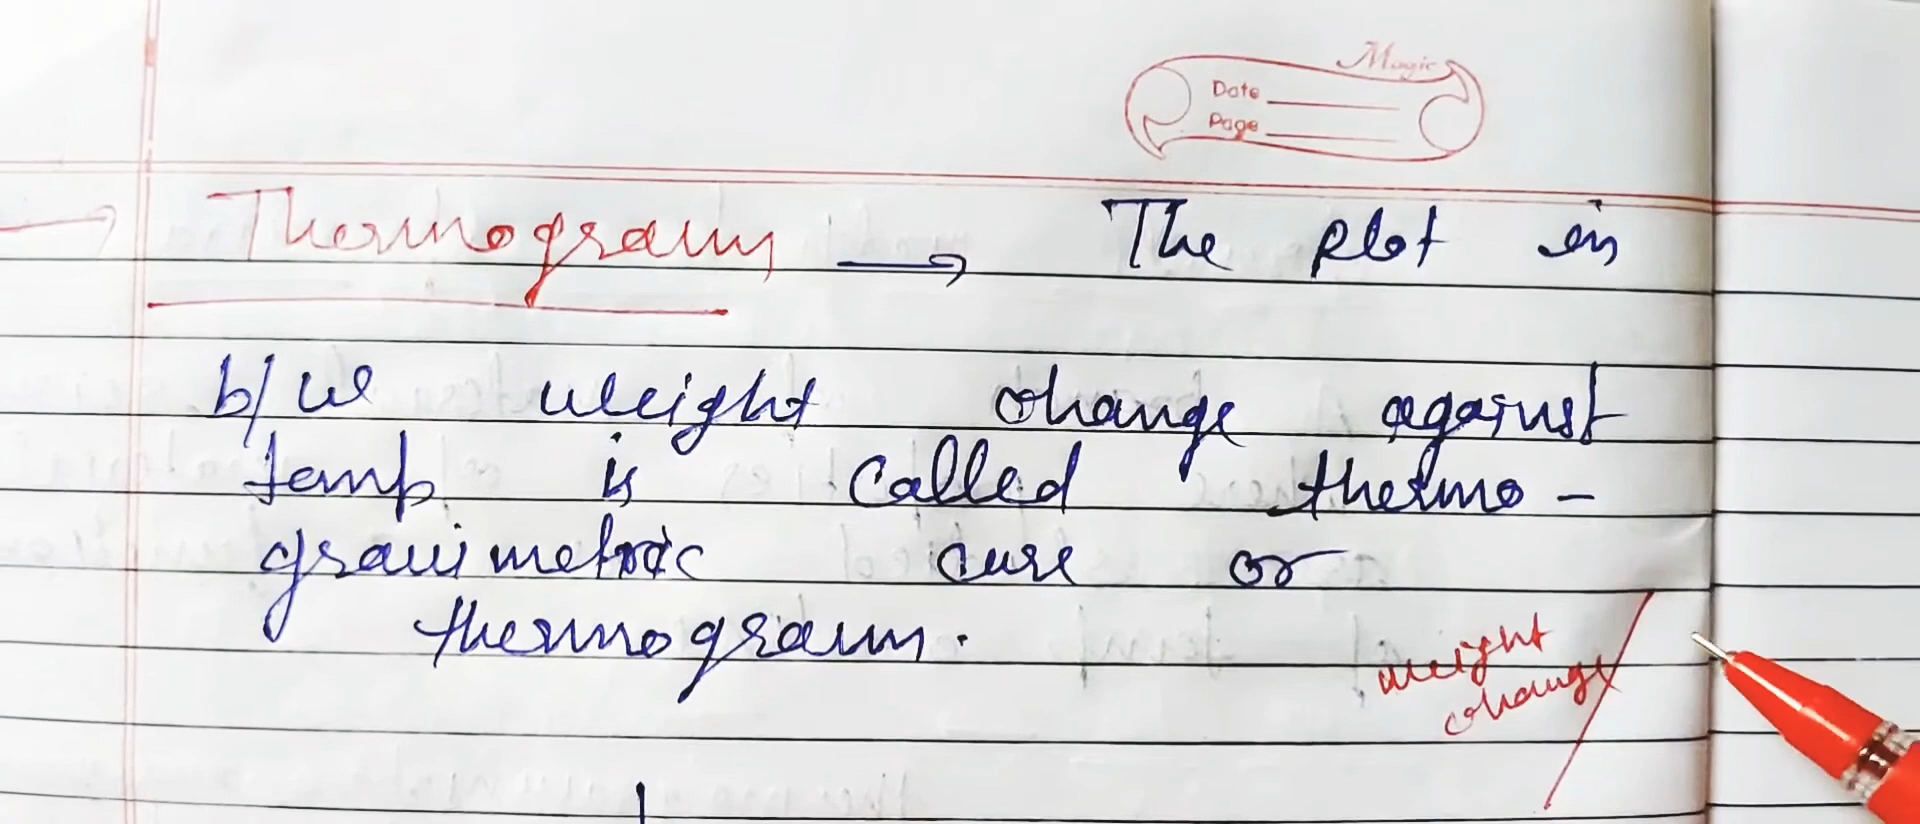 Magic
Date
Page
Thermogram → The plot in
b/w weight change against
temp is called thermo -
gravimetric cure or
thermogram.
weight
change